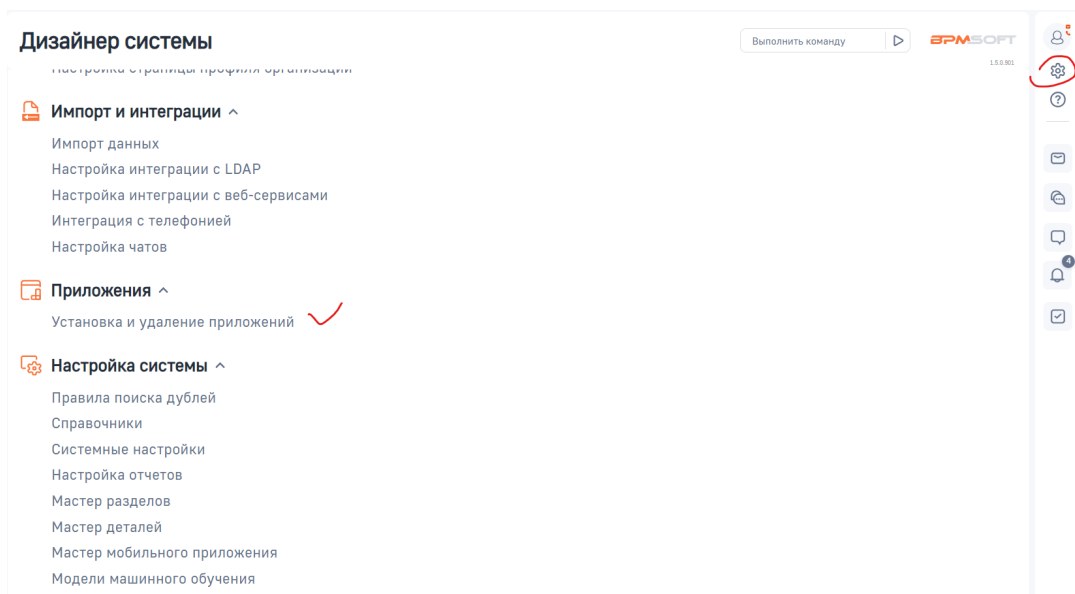 Дизайнер системы
Выполнить команду
BPMSOFT
1.5.0.901
Настройка страницы профиля организации
Импорт и интеграции
Импорт данных
Настройка интеграции с LDAP
Настройка интеграции с веб-сервисами
Интеграция с телефонией
Настройка чатов
4
Приложения
Установка и удаление приложений
Настройка системы
Правила поиска дублей
Справочники
Системные настройки
Настройка отчетов
Мастер разделов
Мастер деталей
Мастер мобильного приложения
Модели машинного обучения